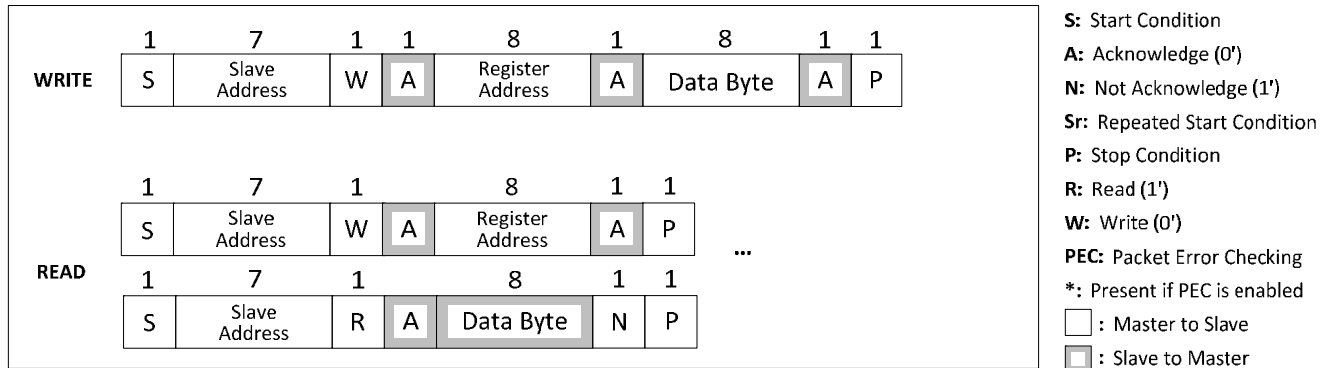 1 7 1 1 8 1 8 1 1
WRITE S Slave Address W A Register Address A Data Byte A P
1 7 1 8 1 1
S Slave Address W A Register Address A P
...
READ
1 7 1 8 1 1
S Slave Address R A Data Byte N P
S: Start Condition
A: Acknowledge (0')
N: Not Acknowledge (1')
Sr: Repeated Start Condition
P: Stop Condition
R: Read (1')
W: Write (0')
PEC: Packet Error Checking
*: Present if PEC is enabled
: Master to Slave
: Slave to Master